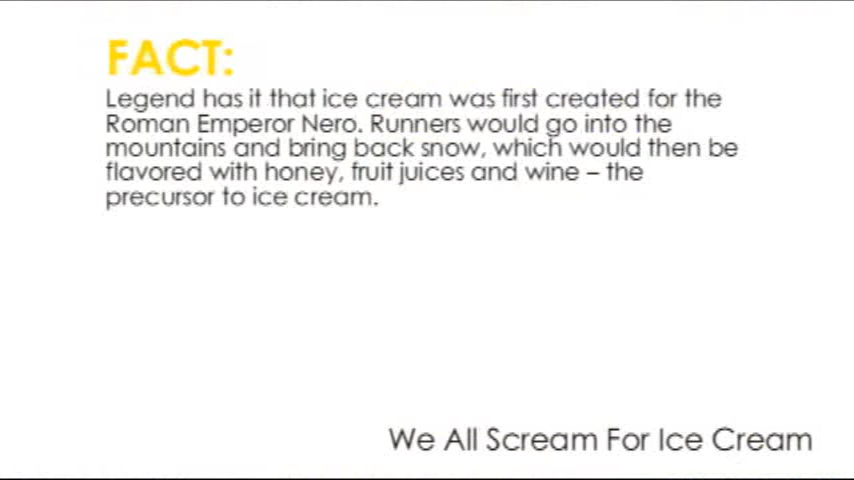 FACT:
Legend has it that ice cream was first created for the
Roman Emperor Nero. Runners would go into the
mountains and bring back snow, which would then be
flavored with honey, fruit juices and wine – the
precursor to ice cream.
We All Scream For Ice Cream